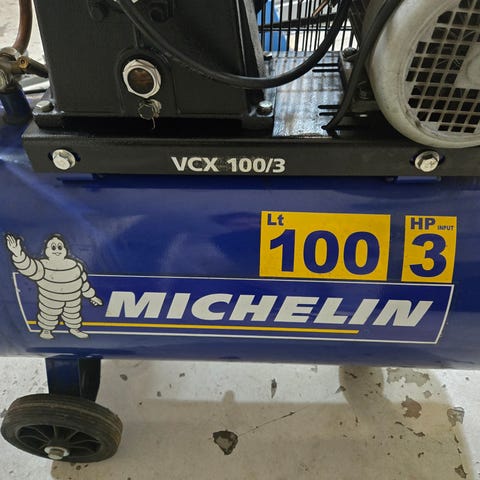 VCX 100/3
Lt
100
HP INPUT
3
MICHELIN